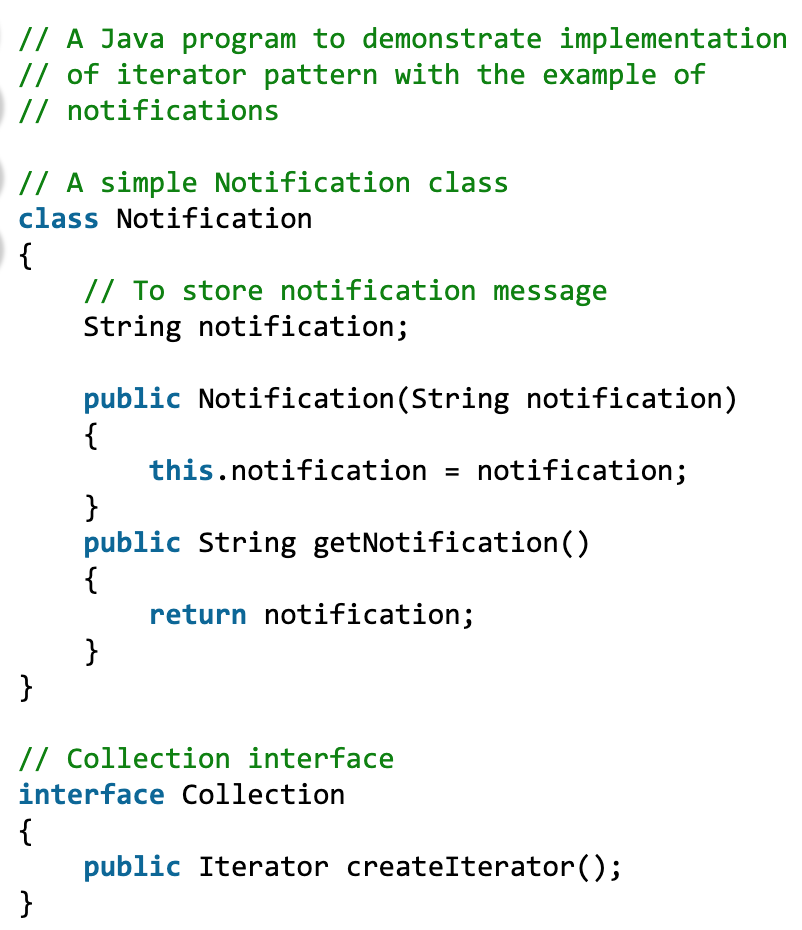 // A Java program to demonstrate implementation
// of iterator pattern with the example of
// notifications

// A simple Notification class
class Notification
{
    // To store notification message
    String notification;

    public Notification(String notification)
    {
        this.notification = notification;
    }
    public String getNotification()
    {
        return notification;
    }
}

// Collection interface
interface Collection
{
    public Iterator createIterator();
}